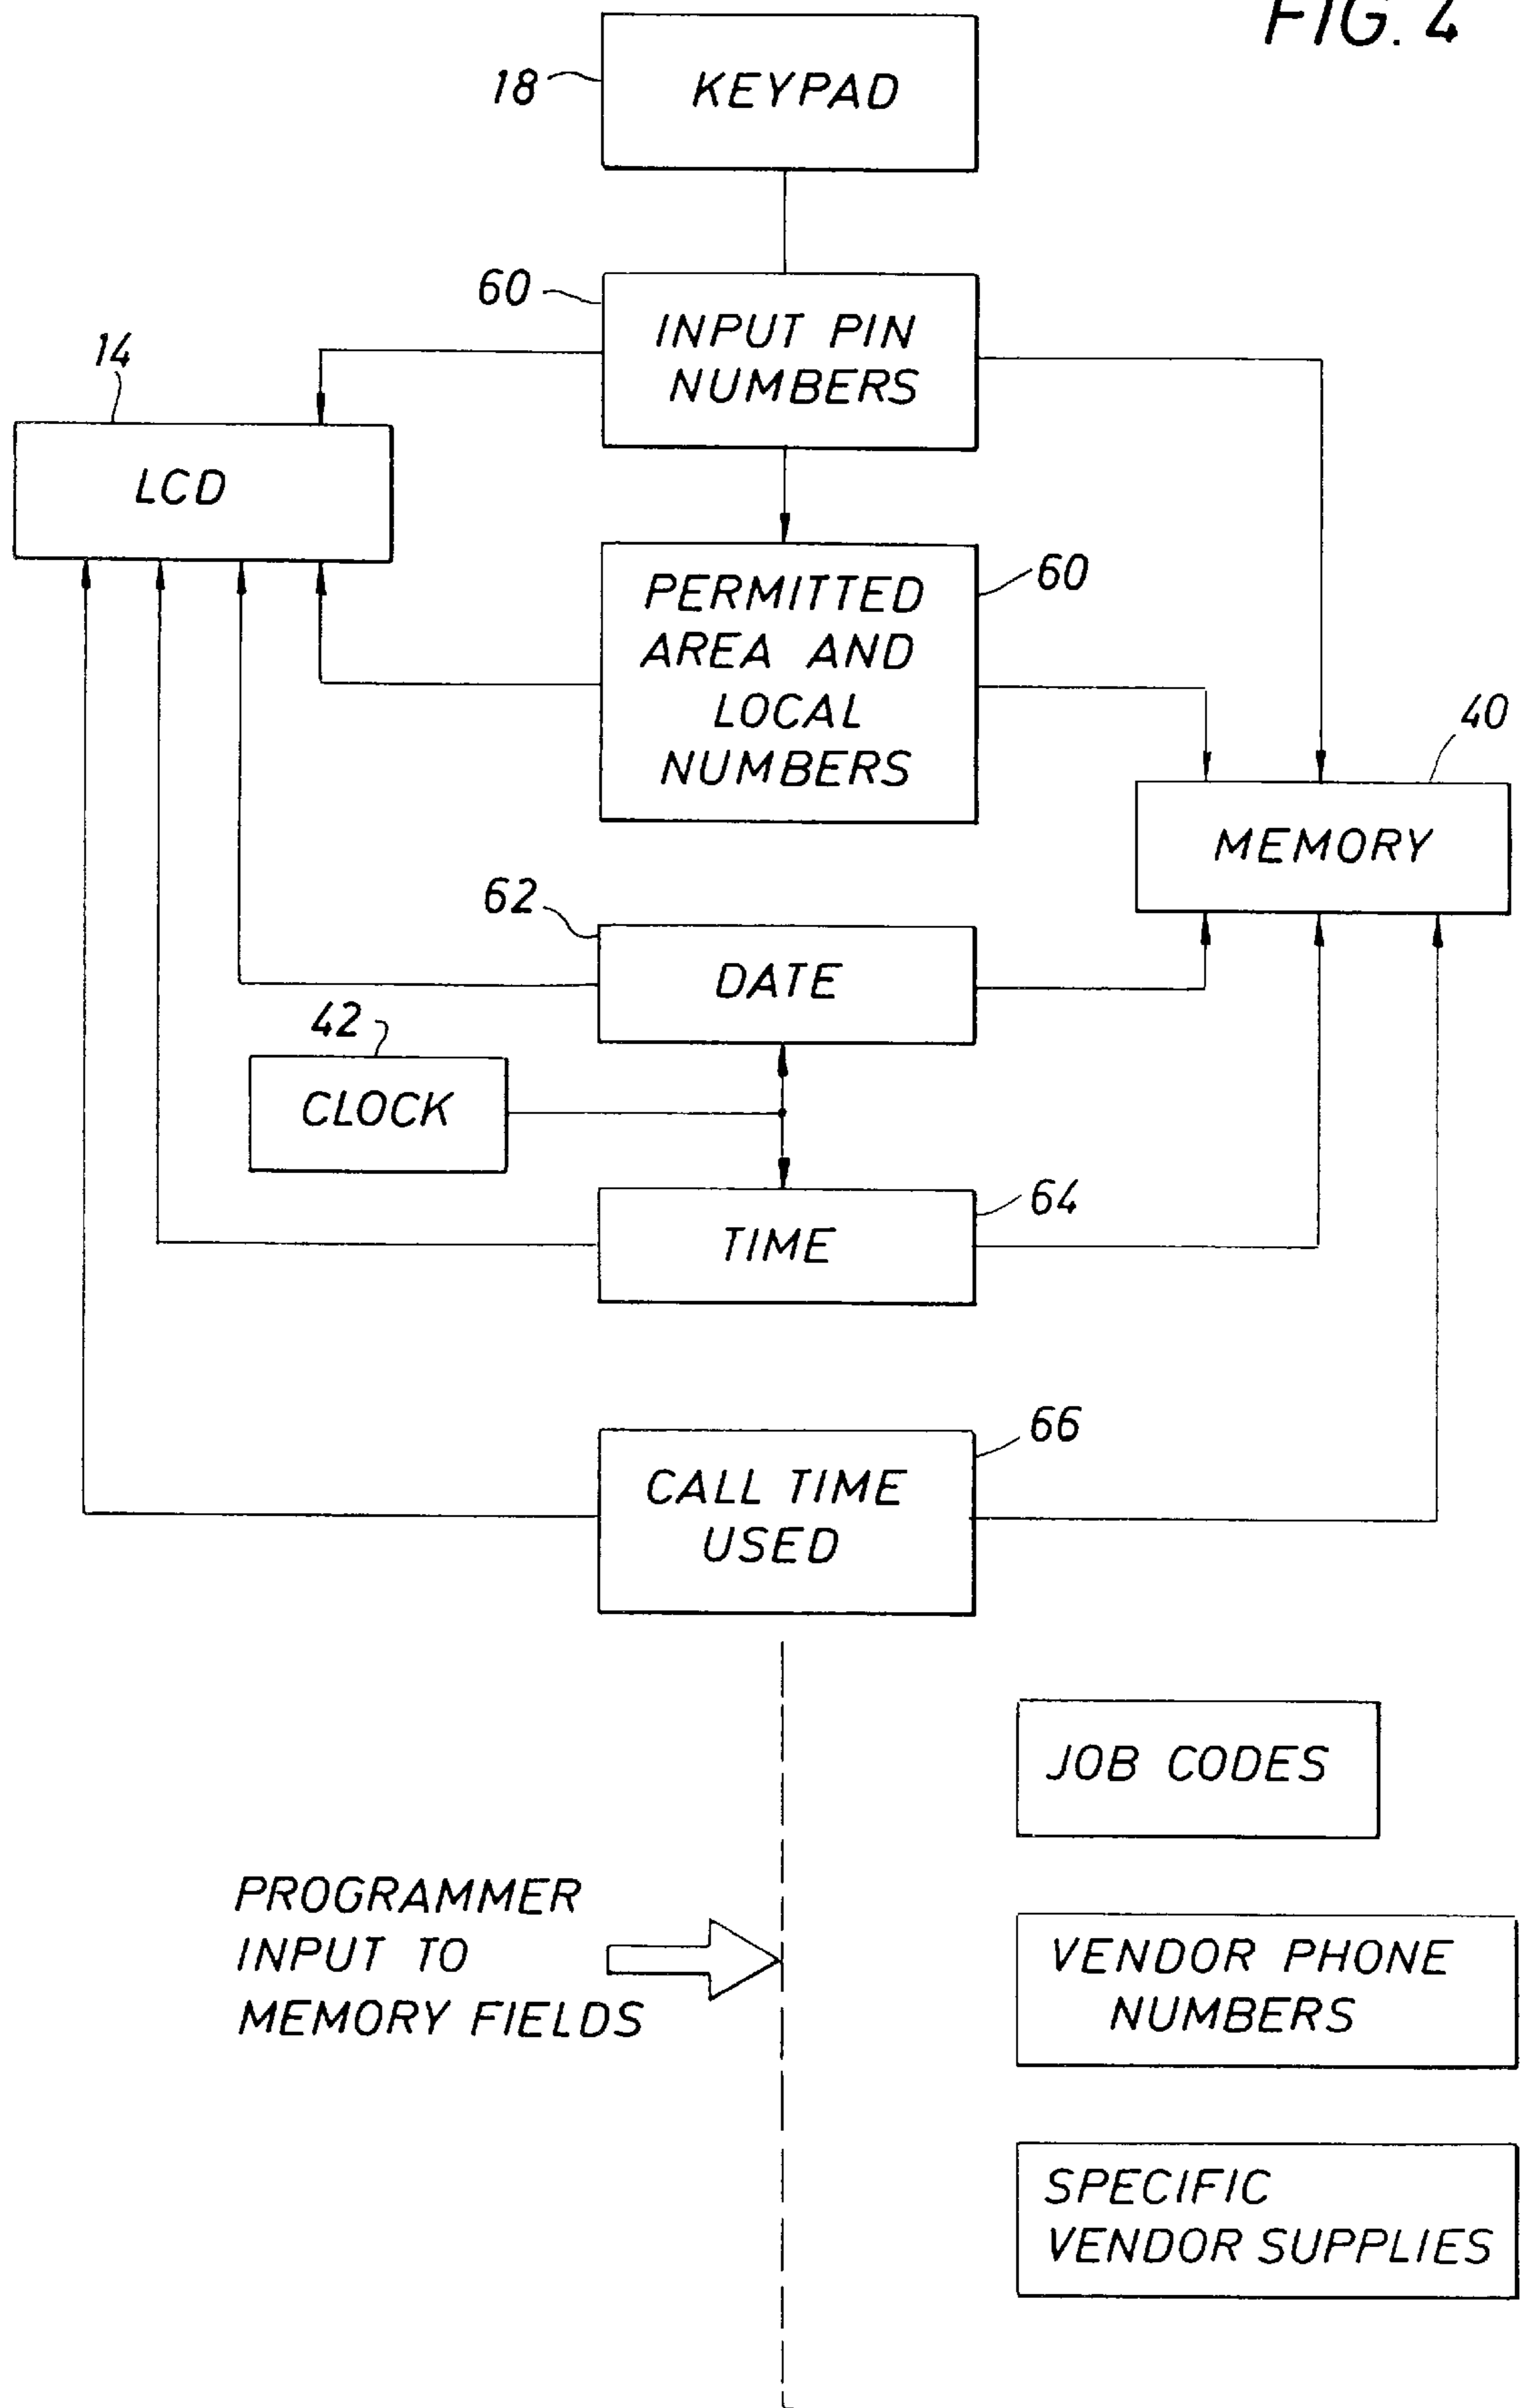 FIG. 4
18
KEYPAD
60
INPUT PIN
NUMBERS
14
LCD
PERMITTED
AREA AND
LOCAL
NUMBERS
60
40
MEMORY
62
DATE
42
CLOCK
64
TIME
66
CALL TIME
USED
JOB CODES
PROGRAMMER
INPUT TO
MEMORY FIELDS
VENDOR PHONE
NUMBERS
SPECIFIC
VENDOR SUPPLIES